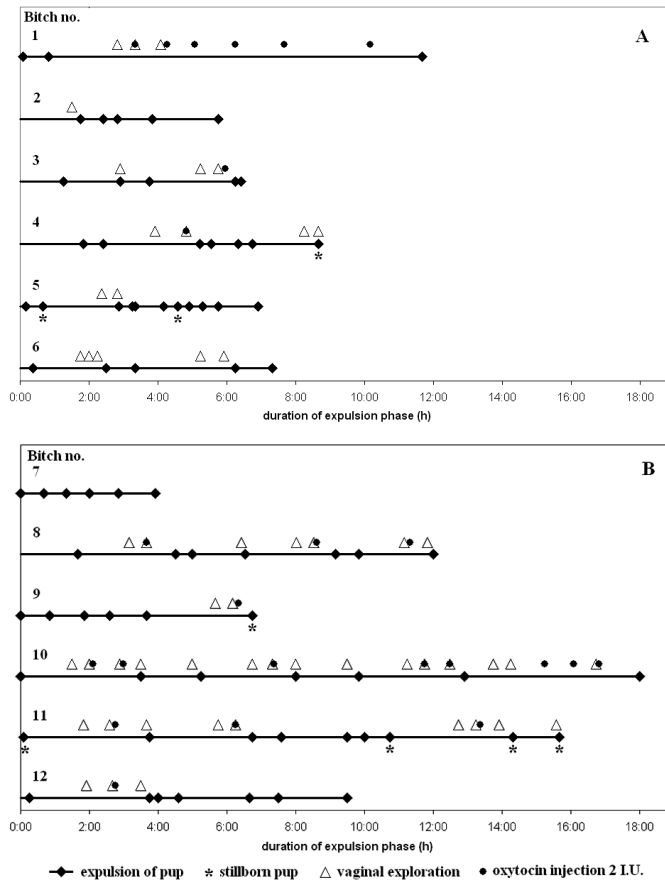 Bitch no.
A
1
2
3
4
*
5
* *
6
0:00 2:00 4:00 6:00 8:00 10:00 12:00 14:00 16:00 18:00
duration of expulsion phase (h)
Bitch no.
B
7
8
9
*
10
11
* * * *
12
0:00 2:00 4:00 6:00 8:00 10:00 12:00 14:00 16:00 18:00
duration of expulsion phase (h)
expulsion of pup * stillborn pup vaginal exploration oxytocin injection 2 I.U.